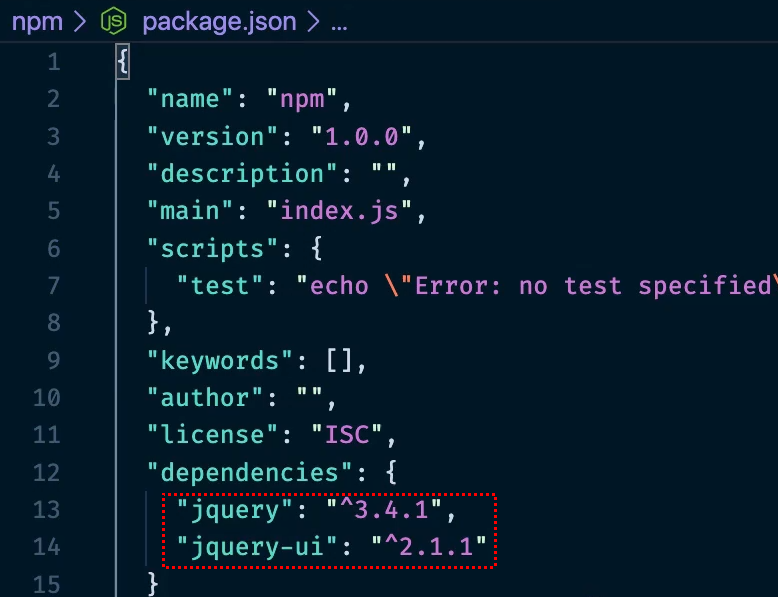 npm > package.json > ...
1 {
2 "name": "npm",
3 "version": "1.0.0",
4 "description": "",
5 "main": "index.js",
6 "scripts": {
7 "test": "echo \"Error: no test specified\
8 },
9 "keywords": [],
10 "author": "",
11 "license": "ISC",
12 "dependencies": {
13 "jquery": "^3.4.1",
14 "jquery-ui": "^2.1.1"
15 }